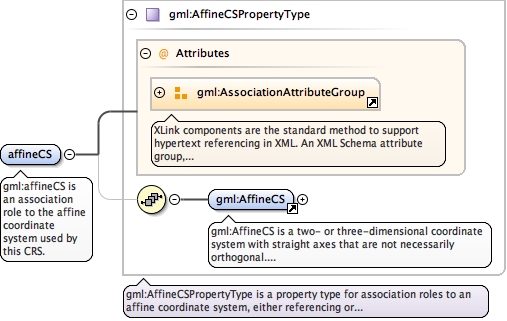 gml:AffineCSPropertyType
@ Attributes
gml:AssociationAttributeGroup
XLink components are the standard method to support
hypertext referencing in XML. An XML Schema attribute
group,...
affineCS
gml:affineCS is
an association
role to the affine
coordinate
system used by
this CRS.
gml:AffineCS
gml:AffineCS is a two- or three-dimensional coordinate
system with straight axes that are not necessarily
orthogonal....
gml:AffineCSPropertyType is a property type for association roles to an
affine coordinate system, either referencing or...